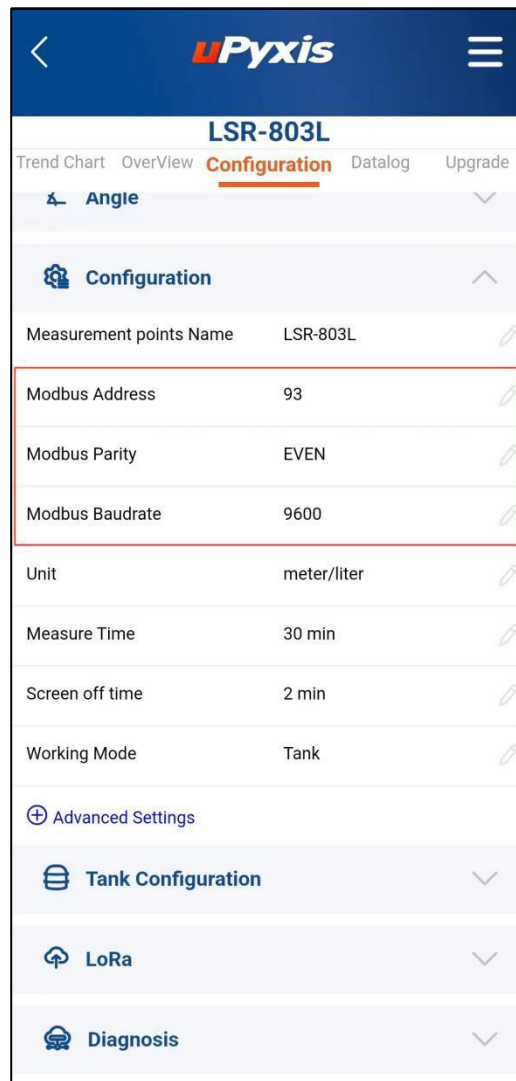 uPyxis
LSR-803L
Trend Chart OverView Configuration Datalog Upgrade
Angle
Configuration
Measurement points Name LSR-803L
Modbus Address 93
Modbus Parity EVEN
Modbus Baudrate 9600
Unit meter/liter
Measure Time 30 min
Screen off time 2 min
Working Mode Tank
Advanced Settings
Tank Configuration
LoRa
Diagnosis